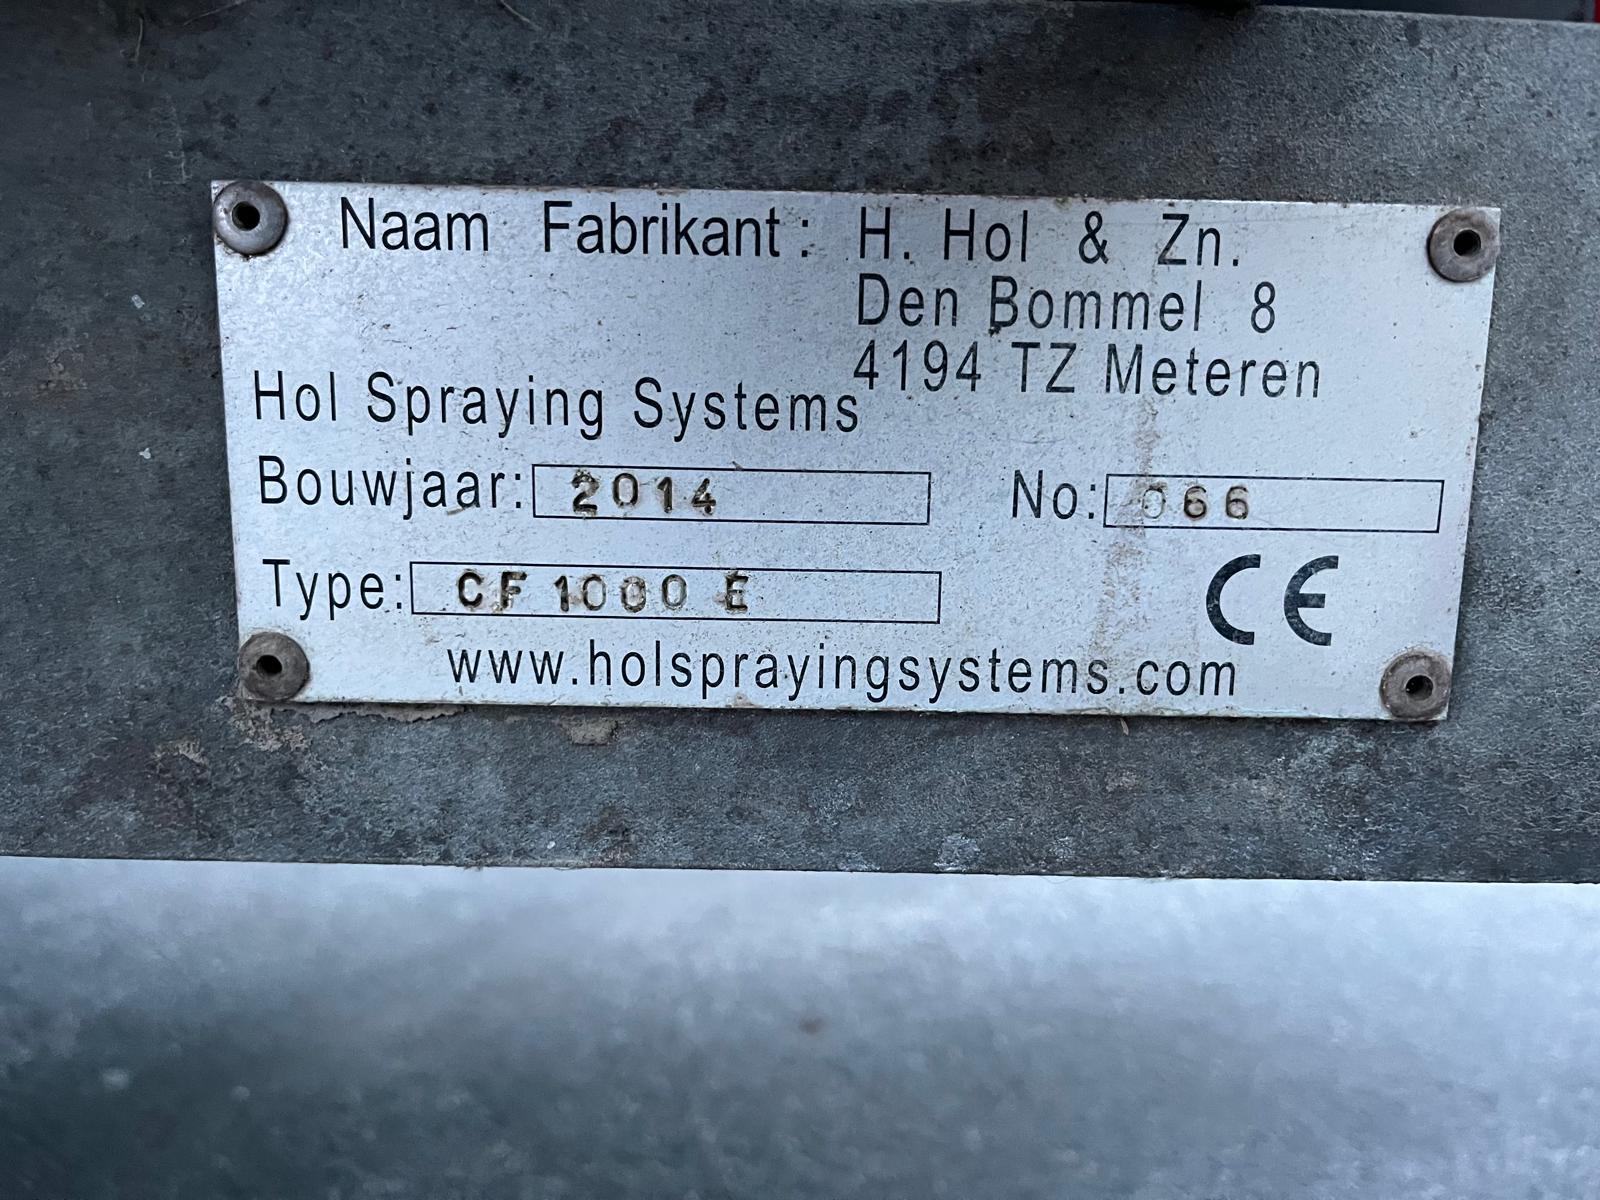 Naam Fabrikant: H. Hol & Zn.
Den Bommel 8
4194 TZ Meteren
Hol Spraying Systems
Bouwjaar: 2014 No: 066
Type: CF 1000 E
CE
www.holsprayingsystems.com